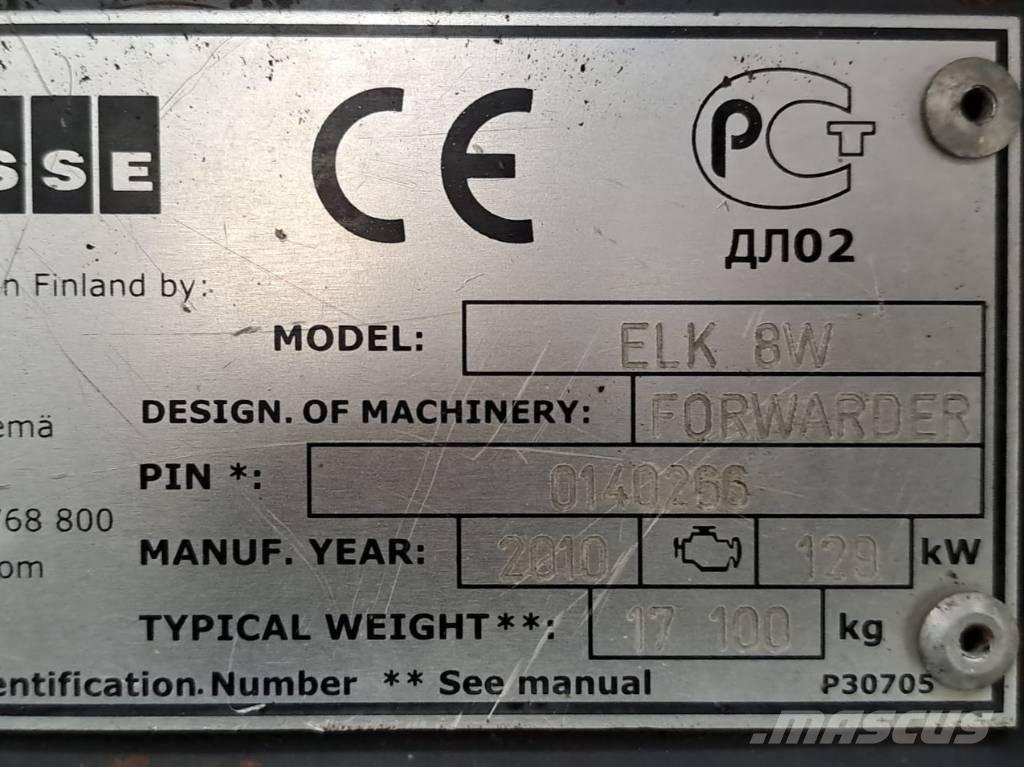 SSE
CE
PCT
ДЛ02
n Finland by:
MODEL: ELK 8W
DESIGN. OF MACHINERY: FORWARDER
emä
PIN *: 0140266
768 800
MANUF. YEAR: 2010 129 kW
om
TYPICAL WEIGHT**: 17 100 kg
entification Number ** See manual P30705
mascus